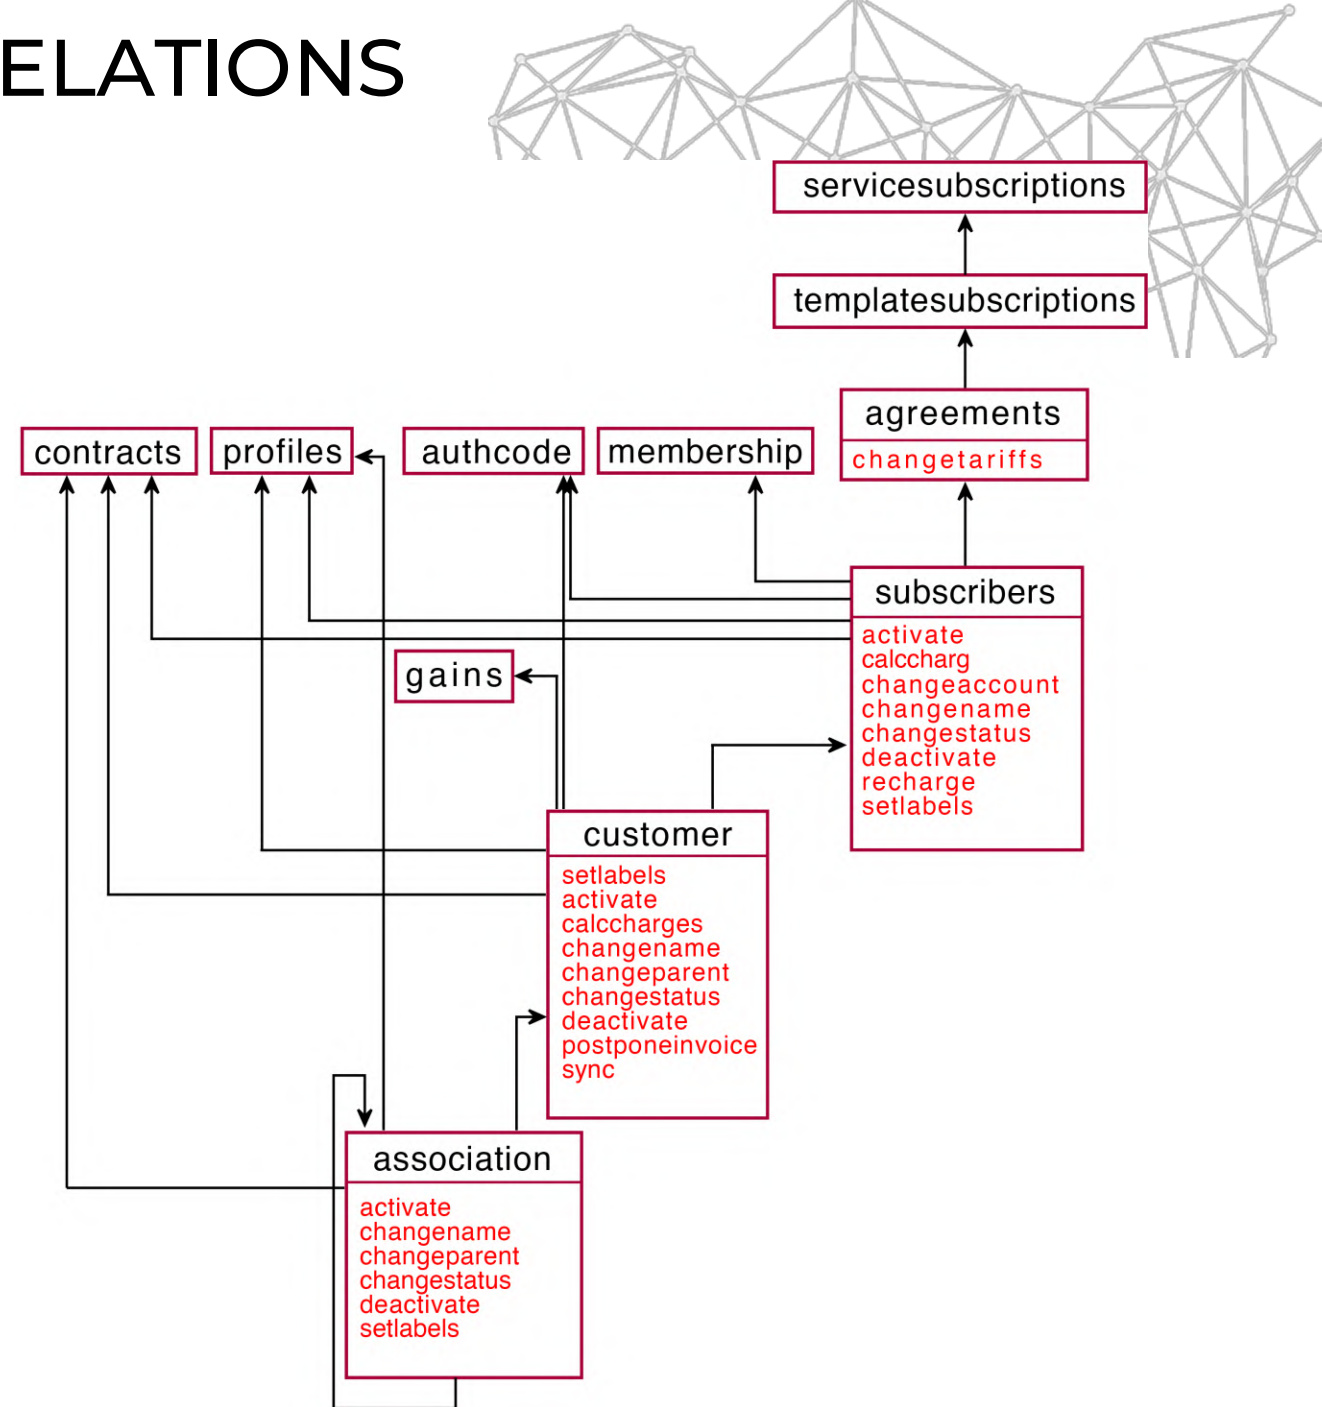 ELATIONS
servicesubscriptions
templatesubscriptions
agreements
changetariffs
contracts
profiles
authcode
membership
subscribers
activate
calccharg
changeaccount
changename
changestatus
deactivate
recharge
setlabels
gains
customer
setlabels
activate
calccharges
changename
changeparent
changestatus
deactivate
postponeinvoice
sync
association
activate
changename
changeparent
changestatus
deactivate
setlabels